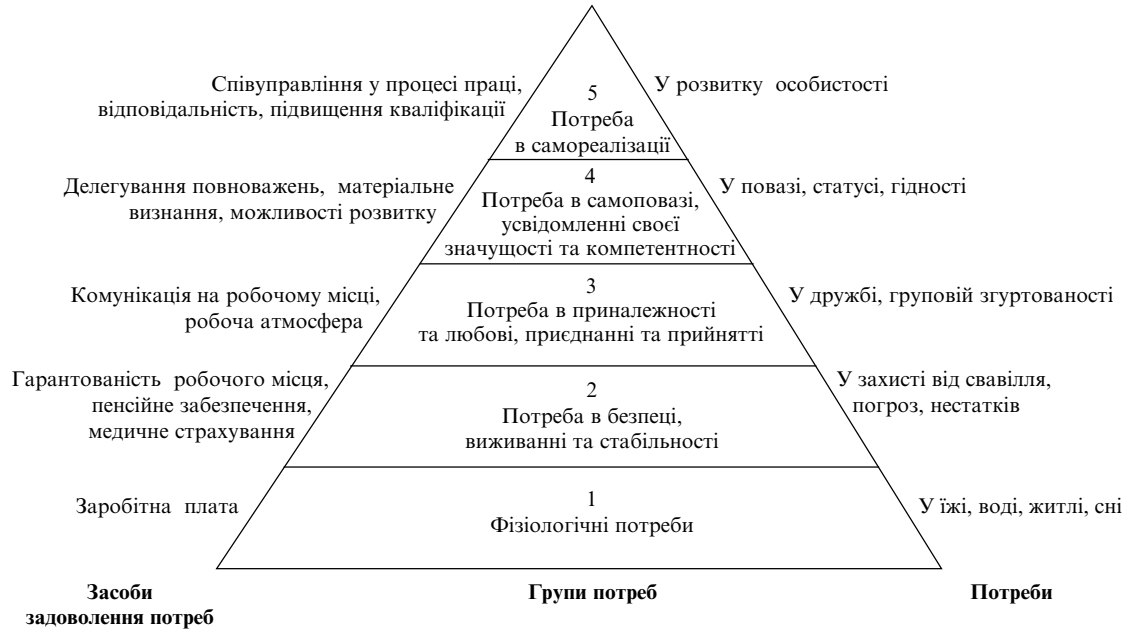 Співуправління у процесі праці,
відповідальність, підвищення кваліфікації
5
Потреба
в самореалізації
У розвитку особистості
Делегування повноважень, матеріальне
визнання, можливості розвитку
4
Потреба в самоповазі,
усвідомленні своєї
значущості та компетентності
У повазі, статусі, гідності
Комунікація на робочому місці,
робоча атмосфера
3
Потреба в приналежності
та любові, приєднанні та прийнятті
У дружбі, груповій згуртованості
Гарантованість робочого місця,
пенсійне забезпечення,
медичне страхування
2
Потреба в безпеці,
виживанні та стабільності
У захисті від свавілля,
погроз, нестатків
Заробітна плата
1
Фізіологічні потреби
У їжі, воді, житлі, сні
Засоби
задоволення потреб
Групи потреб
Потреби